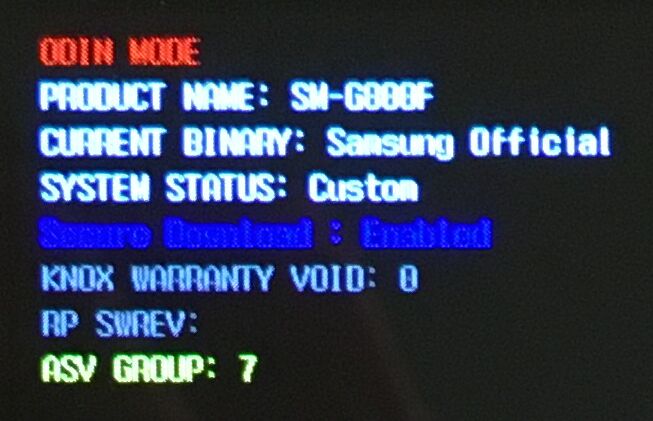 ODIN MODE
PRODUCT NAME: SM-G800F
CURRENT BINARY: Samsung Official
SYSTEM STATUS: Custom
Secure Download : Enabled
KNOX WARRANTY VOID: 0
RP SWREV:
ASV GROUP: 7